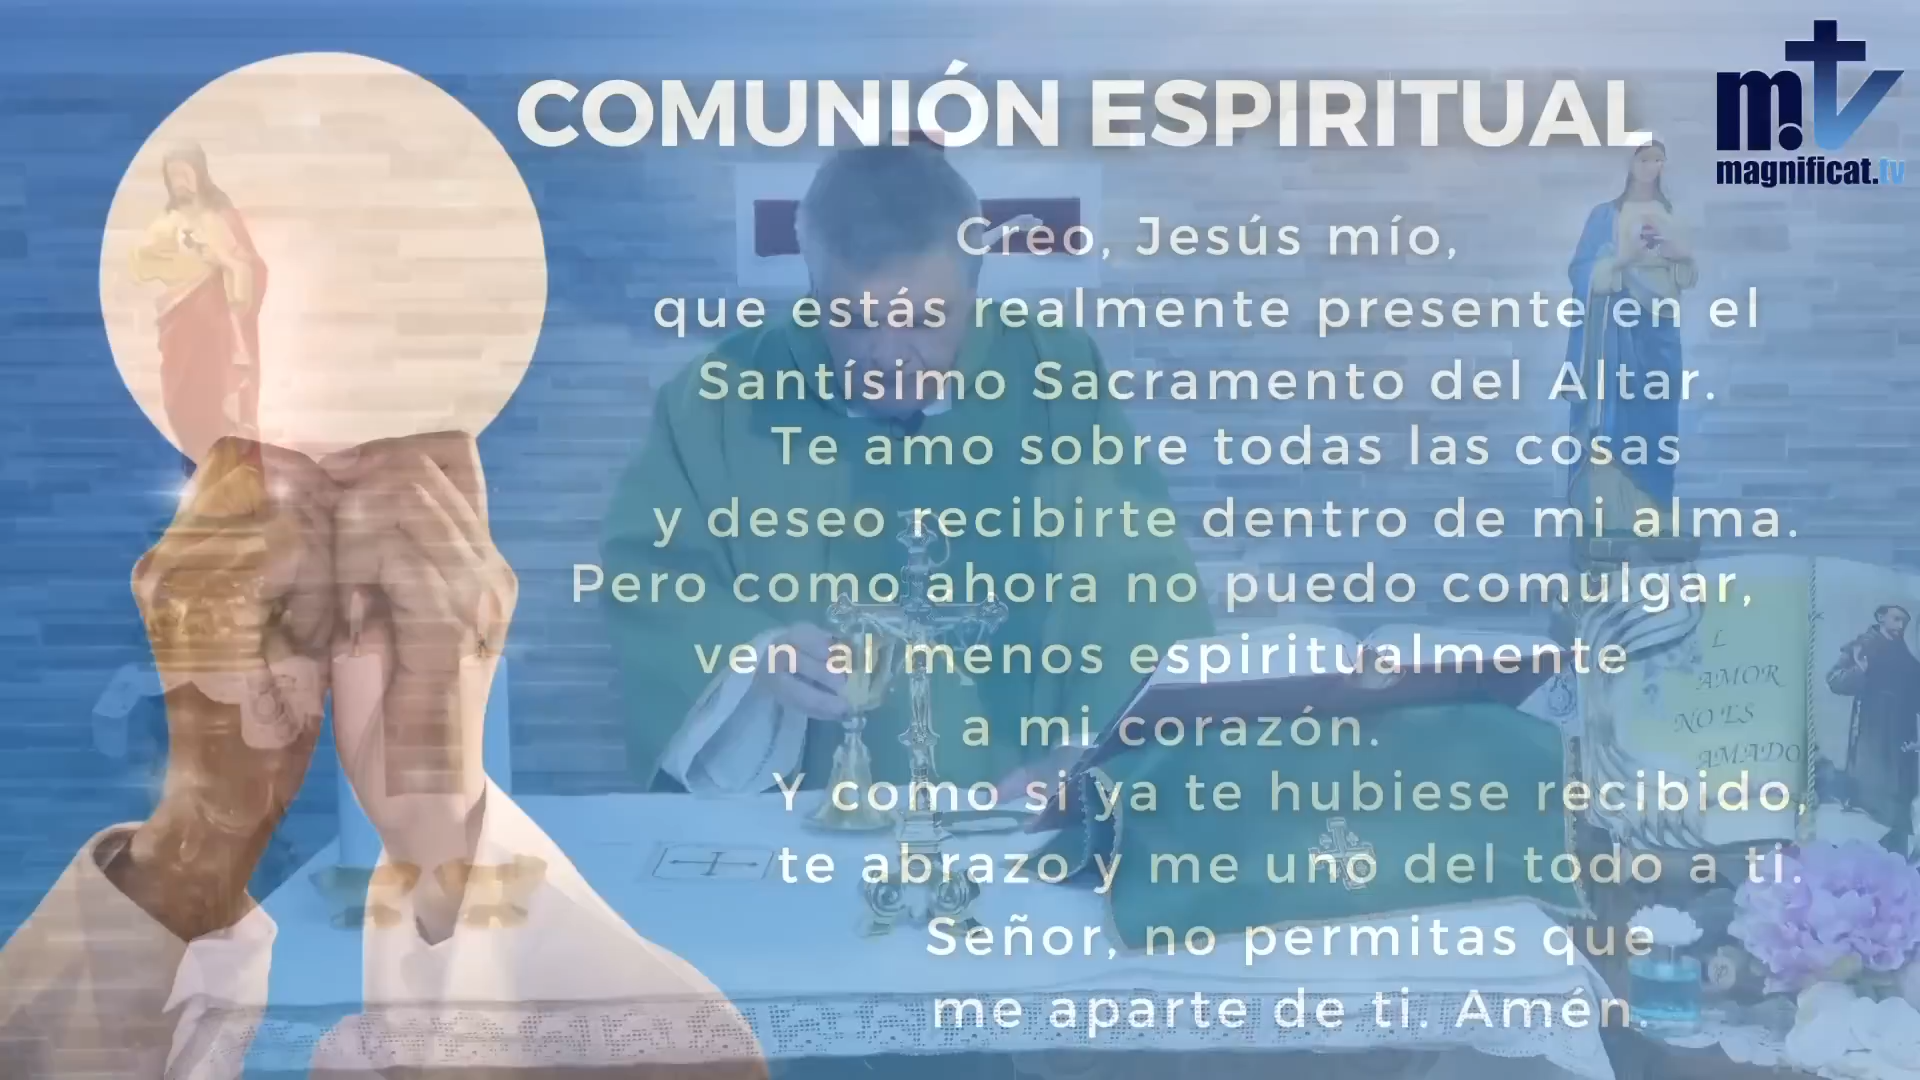 COMUNIÓN ESPIRITUAL
m.tv
magnificat.tv
Creo, Jesús mío,
que estás realmente presente en el
Santísimo Sacramento del Altar.
Te amo sobre todas las cosas
y deseo recibirte dentro de mi alma.
Pero como ahora no puedo comulgar,
ven al menos espiritualmente
a mi corazón.
Y como si ya te hubiese recibido,
te abrazo y me uno del todo a ti.
Señor, no permitas que
me aparte de ti. Amén.
L
AMOR
NO ES
AMADO